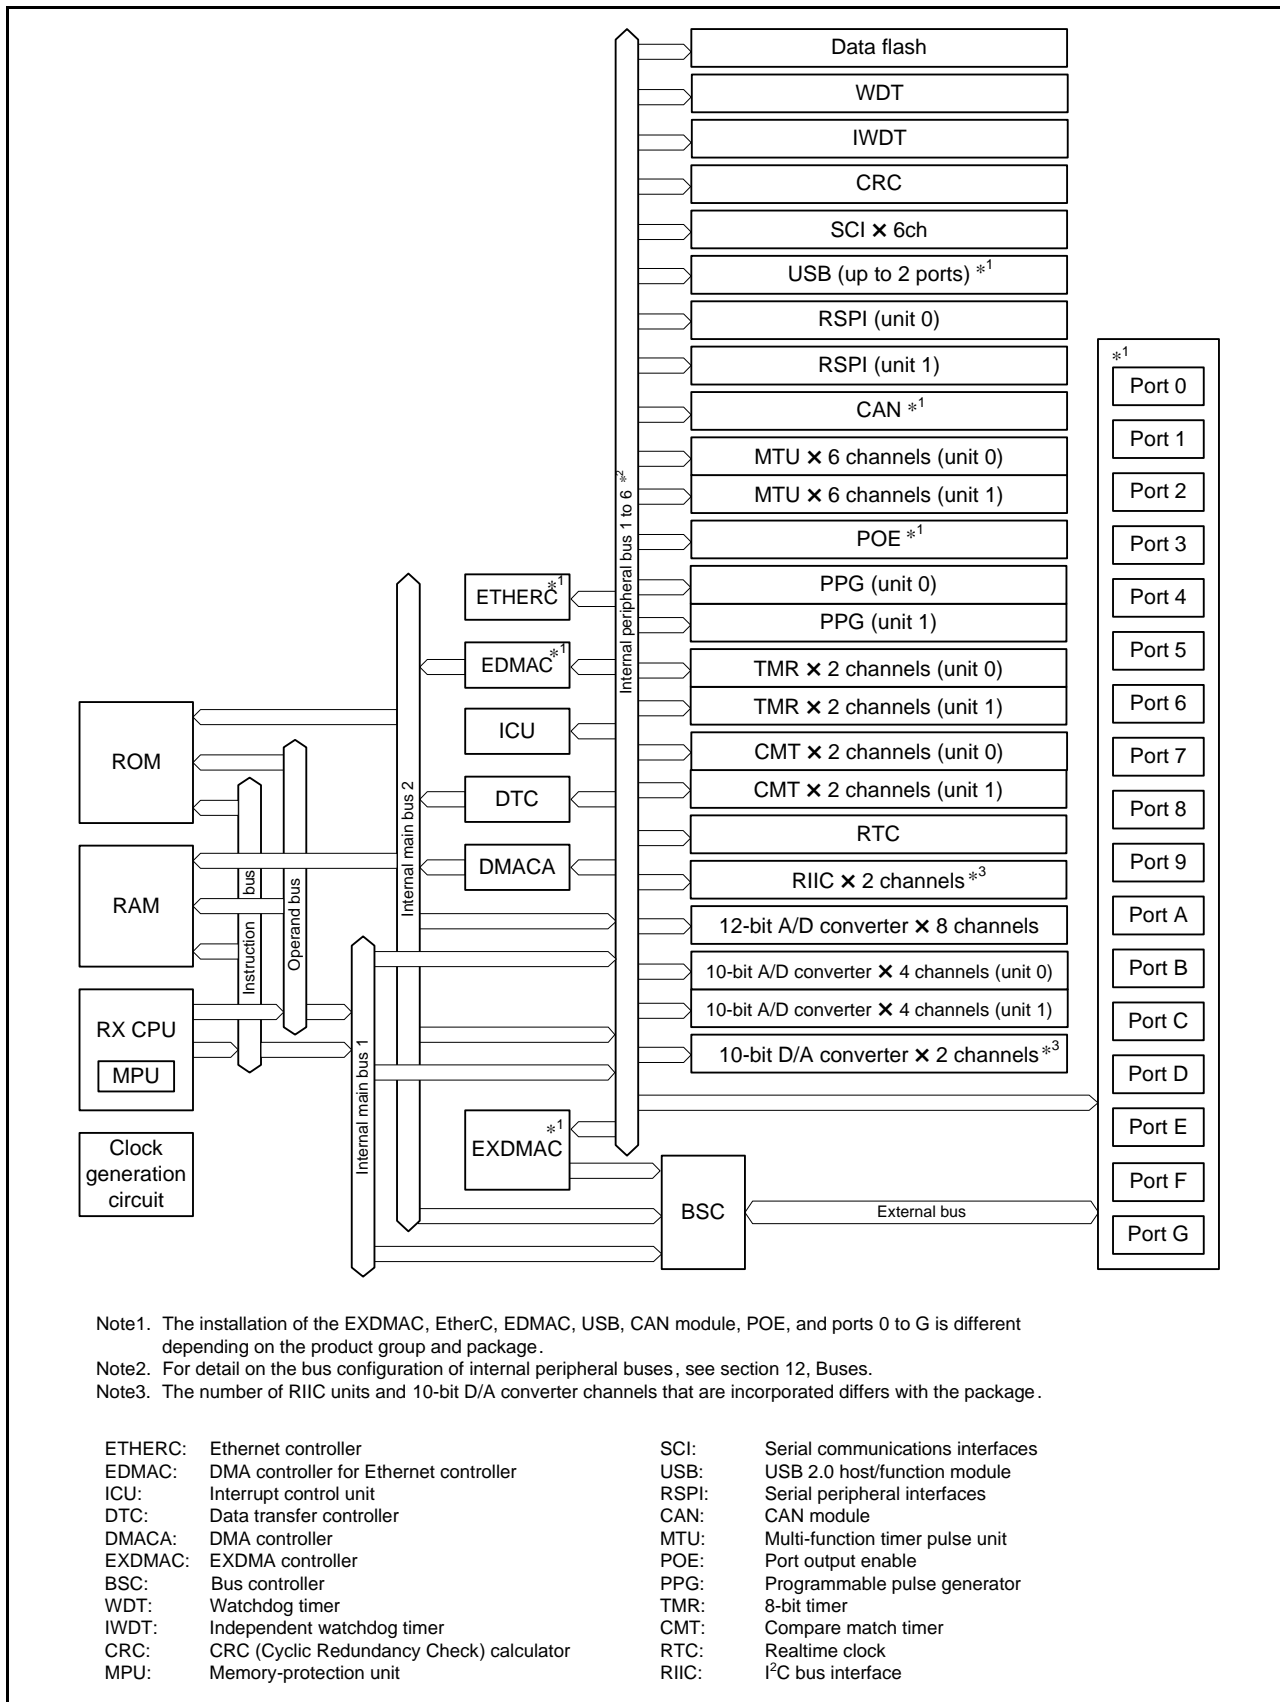 Data flash
WDT
IWDT
CRC
SCI × 6ch
USB (up to 2 ports) *1
RSPI (unit 0)
RSPI (unit 1)
CAN *1
MTU × 6 channels (unit 0)
MTU × 6 channels (unit 1)
POE *1
PPG (unit 0)
PPG (unit 1)
TMR × 2 channels (unit 0)
TMR × 2 channels (unit 1)
CMT × 2 channels (unit 0)
CMT × 2 channels (unit 1)
RTC
RIIC × 2 channels *3
12-bit A/D converter × 8 channels
10-bit A/D converter × 4 channels (unit 0)
10-bit A/D converter × 4 channels (unit 1)
10-bit D/A converter × 2 channels *3
*1
Port 0
Port 1
Port 2
Port 3
Port 4
Port 5
Port 6
Port 7
Port 8
Port 9
Port A
Port B
Port C
Port D
Port E
Port F
Port G
Internal peripheral bus 1 to 6 *2
ETHERC *1
EDMAC *1
ICU
DTC
DMACA
EXDMAC *1
BSC
External bus
Internal main bus 2
Internal main bus 1
Operand bus
Instruction bus
ROM
RAM
RX CPU
MPU
Clock
generation
circuit
Note1. The installation of the EXDMAC, EtherC, EDMAC, USB, CAN module, POE, and ports 0 to G is different
depending on the product group and package.
Note2. For detail on the bus configuration of internal peripheral buses, see section 12, Buses.
Note3. The number of RIIC units and 10-bit D/A converter channels that are incorporated differs with the package.
ETHERC: Ethernet controller
EDMAC: DMA controller for Ethernet controller
ICU: Interrupt control unit
DTC: Data transfer controller
DMACA: DMA controller
EXDMAC: EXDMA controller
BSC: Bus controller
WDT: Watchdog timer
IWDT: Independent watchdog timer
CRC: CRC (Cyclic Redundancy Check) calculator
MPU: Memory-protection unit
SCI: Serial communications interfaces
USB: USB 2.0 host/function module
RSPI: Serial peripheral interfaces
CAN: CAN module
MTU: Multi-function timer pulse unit
POE: Port output enable
PPG: Programmable pulse generator
TMR: 8-bit timer
CMT: Compare match timer
RTC: Realtime clock
RIIC: I2C bus interface